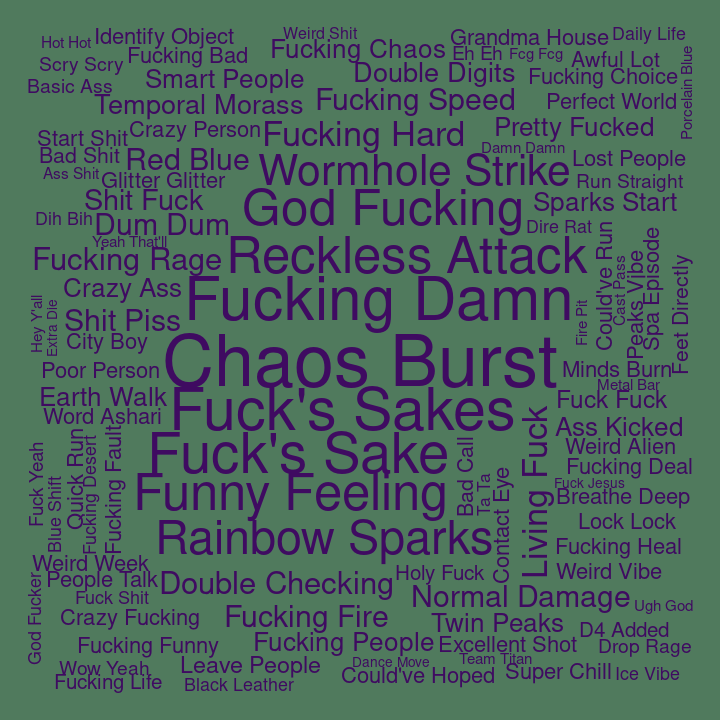 Hot Hot
Identify Object
Weird Shit
Grandma House
Daily Life
Scry Scry
Fucking Bad
Fucking Chaos
Eh Eh
Fcg Fcg
Awful Lot
Porcelain Blue
Basic Ass
Smart People
Double Digits
Fucking Choice
Temporal Morass
Fucking Speed
Perfect World
Start Shit
Crazy Person
Fucking Hard
Pretty Fucked
Bad Shit
Red Blue
Wormhole Strike
Damn Damn
Lost People
Ass Shit
Glitter Glitter
Run Straight
Shit Fuck
God Fucking
Sparks Start
Dih Bih
Dum Dum
Dire Rat
Yeah That'll
Fucking Rage
Reckless Attack
Could've Run
Cast Pass
Peaks Vibe
Spa Episode
Feet Directly
Crazy Ass
Fucking Damn
Hey Y'all
Extra Die
Shit Piss
Fire Pit
City Boy
Chaos Burst
Poor Person
Minds Burn
Metal Bar
Earth Walk
Fuck's Sakes
Fuck Fuck
Word Ashari
Ass Kicked
Fuck's Sake
Weird Alien
Fuck Yeah
Blue Shift
Quick Run
Fucking Desert
Fucking Fault
Bad Call
Ta Ta
Contact Eye
Living Fuck
Fucking Deal
Funny Feeling
Fuck Jesus
Breathe Deep
Rainbow Sparks
Lock Lock
Fucking Heal
Weird Week
People Talk
Double Checking
Holy Fuck
Weird Vibe
God Fucker
Fuck Shit
Normal Damage
Ugh God
Crazy Fucking
Fucking Fire
Twin Peaks
D4 Added
Fucking Funny
Fucking People
Excellent Shot
Drop Rage
Wow Yeah
Leave People
Dance Move
Team Titan
Fucking Life
Black Leather
Could've Hoped
Super Chill
Ice Vibe